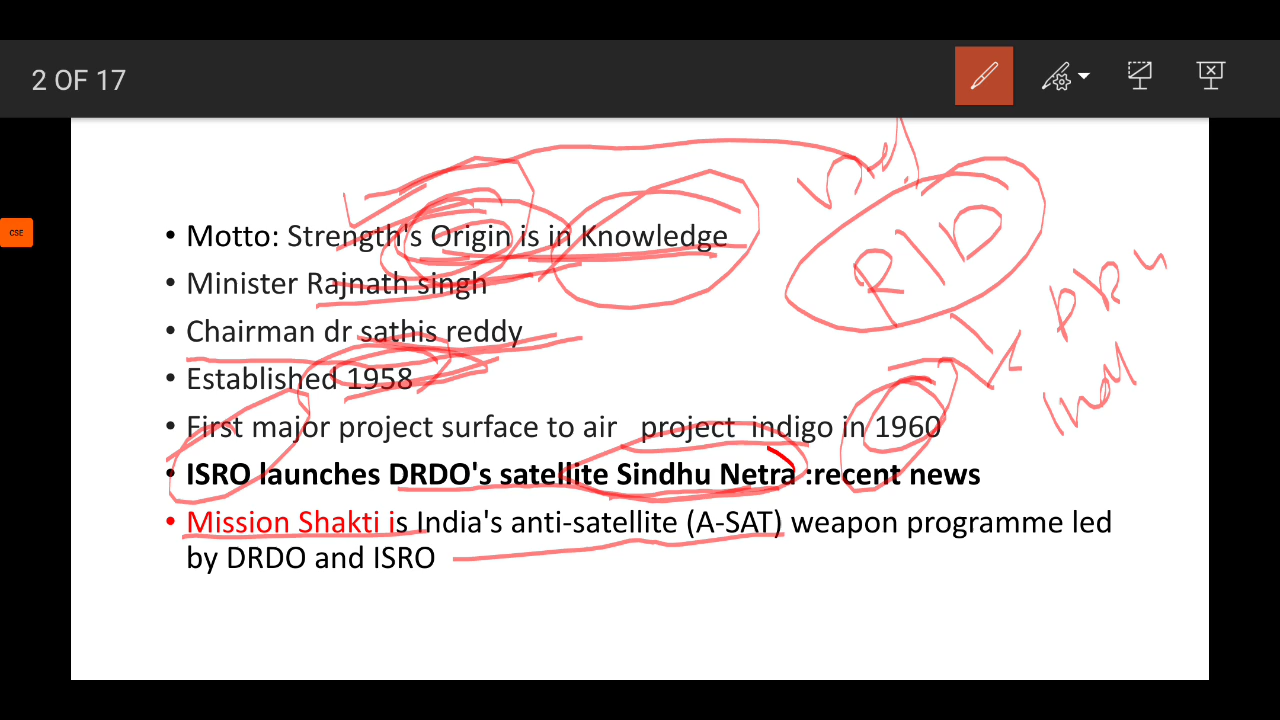 2 OF 17
CSE
• Motto: Strength's Origin is in Knowledge
• Minister Rajnath singh
• Chairman dr sathis reddy
• Established 1958
• First major project surface to air project indigo in 1960
• ISRO launches DRDO's satellite Sindhu Netra :recent news
• Mission Shakti is India's anti-satellite (A-SAT) weapon programme led
by DRDO and ISRO
R/D